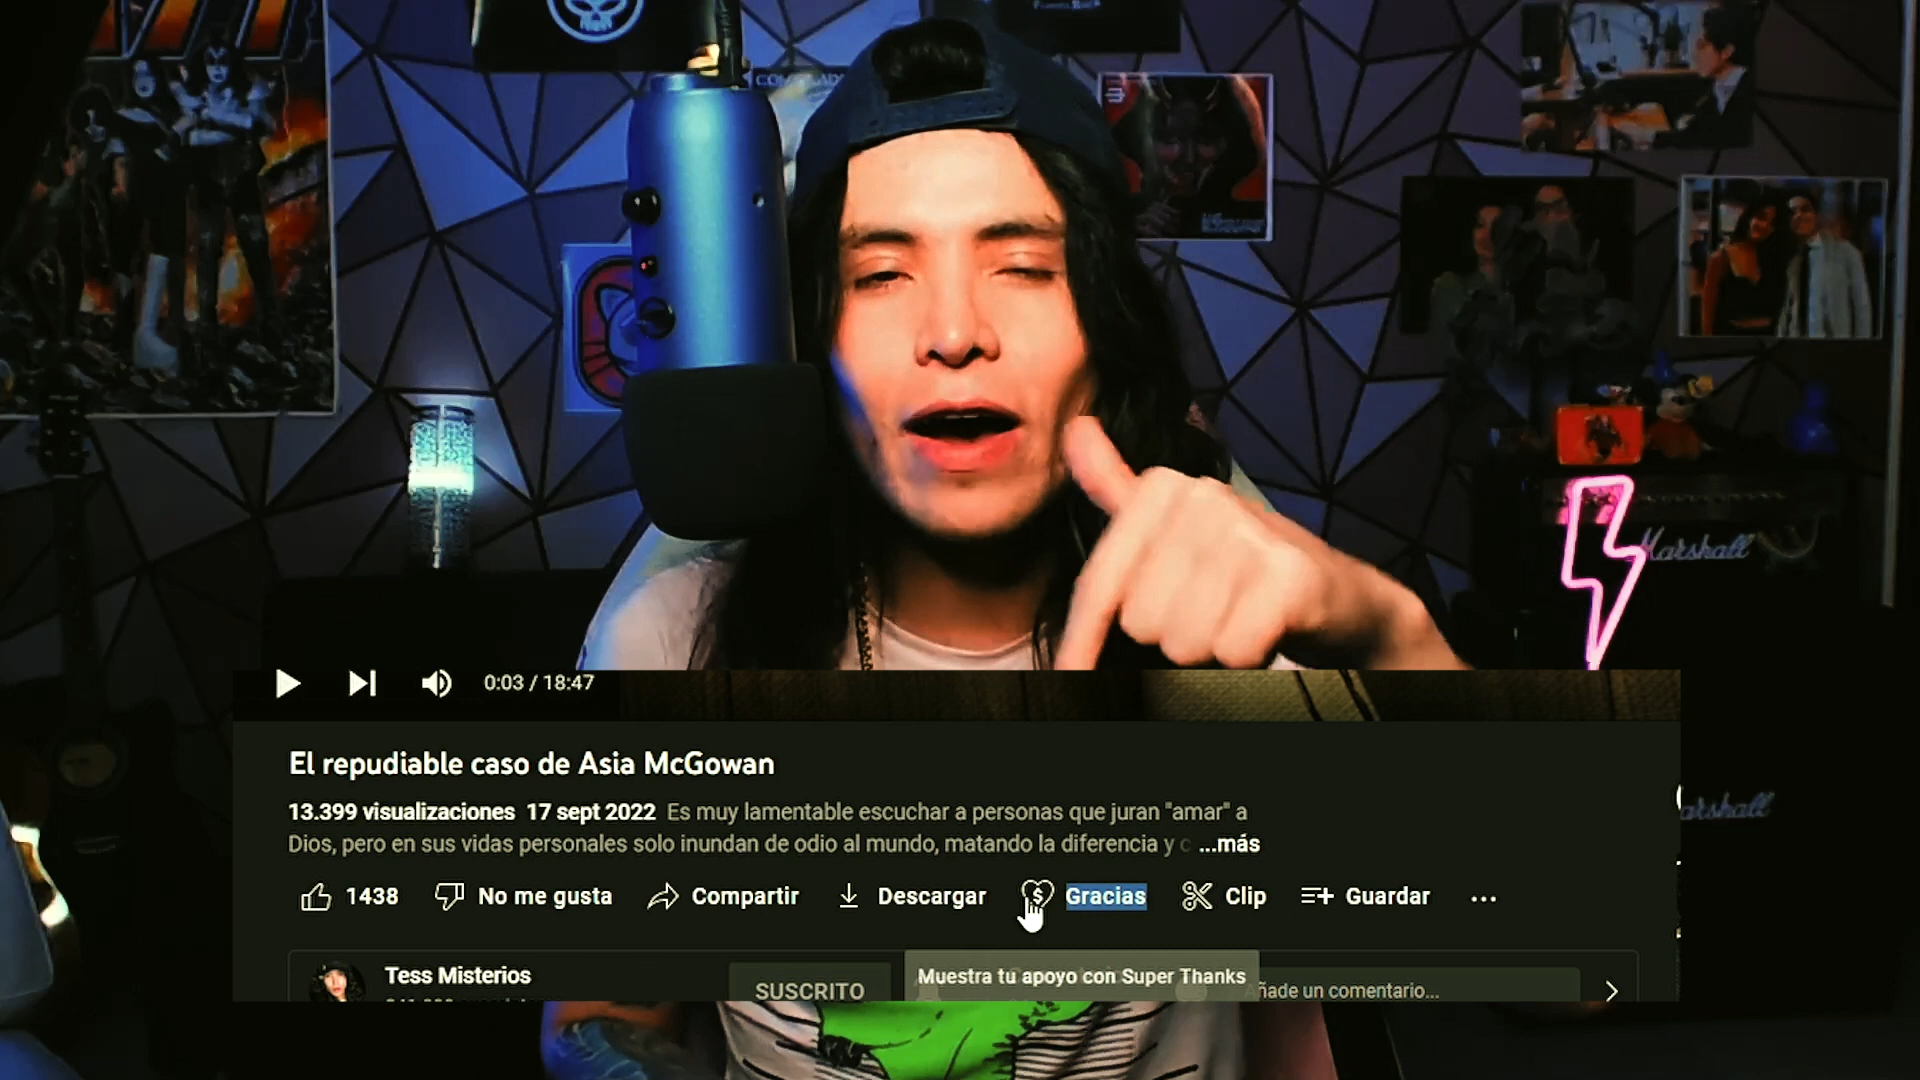 Marshall
0:03 / 18:47
El repudiable caso de Asia McGowan
13.399 visualizaciones 17 sept 2022 Es muy lamentable escuchar a personas que juran "amar" a
Dios, pero en sus vidas personales solo inundan de odio al mundo, matando la diferencia y ...más
1438 No me gusta Compartir Descargar Gracias Clip Guardar ...
Tess Misterios
SUSCRITO
Muestra tu apoyo con Super Thanks
Añade un comentario...
arshall